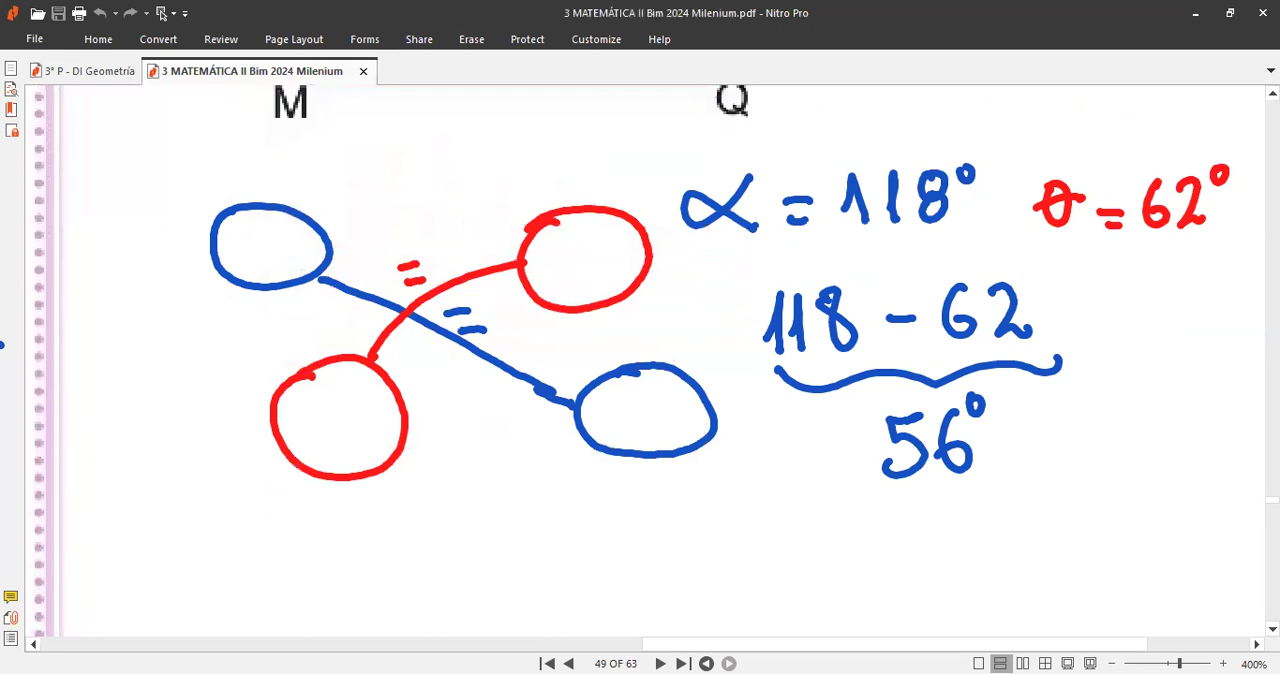 3 MATEMÁTICA II Bim 2024 Milenium.pdf - Nitro Pro
File Home Convert Review Page Layout Forms Share Erase Protect Customize Help
3° P - DI Geometría 3 MATEMÁTICA II Bim 2024 Milenium
M Q
α = 118° θ = 62°
=
=
118 - 62
56°
49 OF 63
400%